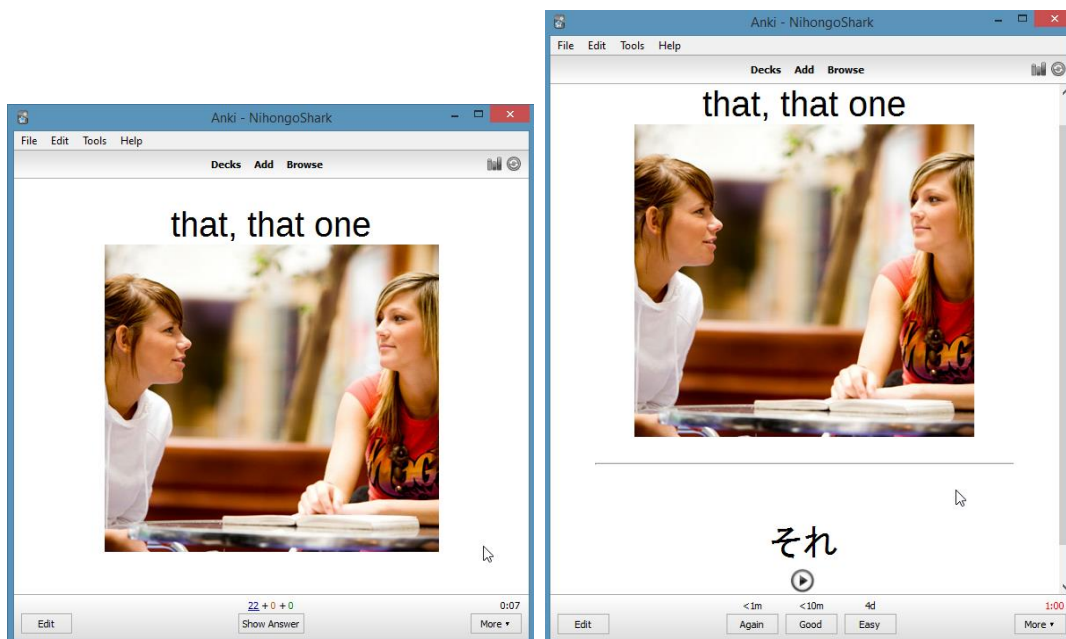 Anki - NihongoShark
File Edit Tools Help
Decks Add Browse
that, that one
22 + 0 + 0
0:07
Edit
Show Answer
More
Anki - NihongoShark
File Edit Tools Help
Decks Add Browse
that, that one
それ
<1m <10m 4d
1:00
Edit
Again
Good
Easy
More